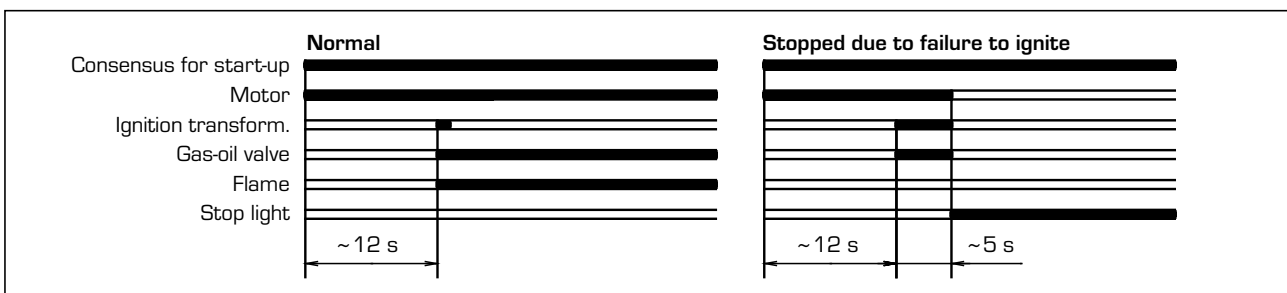 Normal
Stopped due to failure to ignite
Consensus for start-up
Motor
Ignition transform.
Gas-oil valve
Flame
Stop light
~12 s
~12 s
~5 s